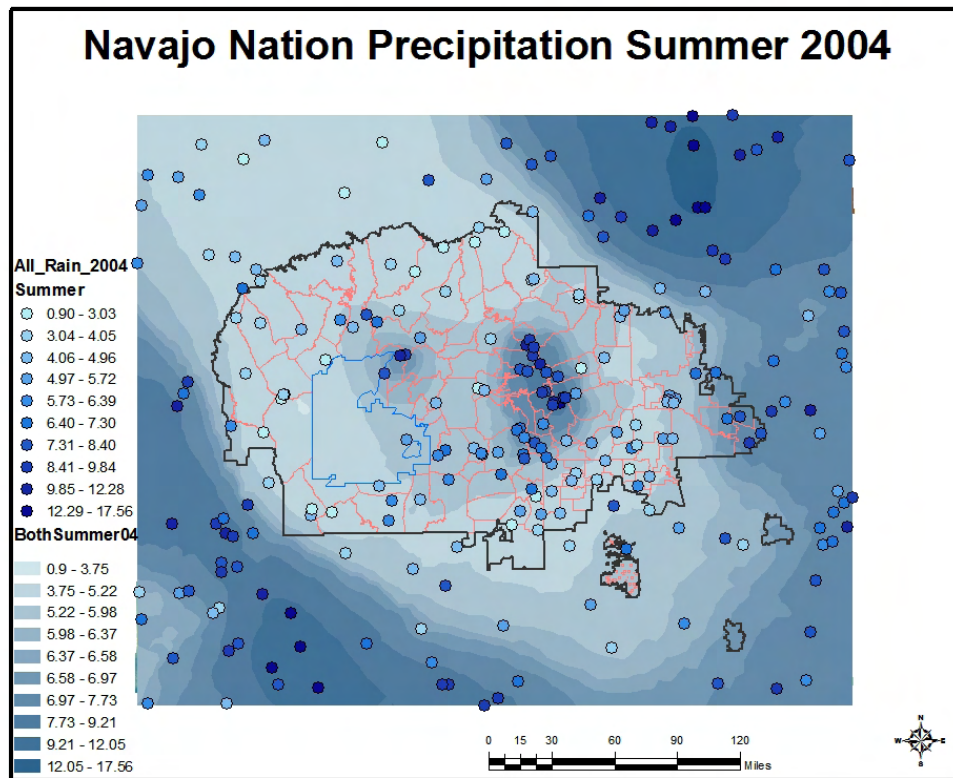 Navajo Nation Precipitation Summer 2004
All_Rain_2004
Summer
0.90 - 3.03
3.04 - 4.05
4.06 - 4.96
4.97 - 5.72
5.73 - 6.39
6.40 - 7.30
7.31 - 8.40
8.41 - 9.84
9.85 - 12.28
12.29 - 17.56
BothSummer04
0.9 - 3.75
3.75 - 5.22
5.22 - 5.98
5.98 - 6.37
6.37 - 6.58
6.58 - 6.97
6.97 - 7.73
7.73 - 9.21
9.21 - 12.05
12.05 - 17.56
0 15 30 60 90 120
Miles
N
W E
S